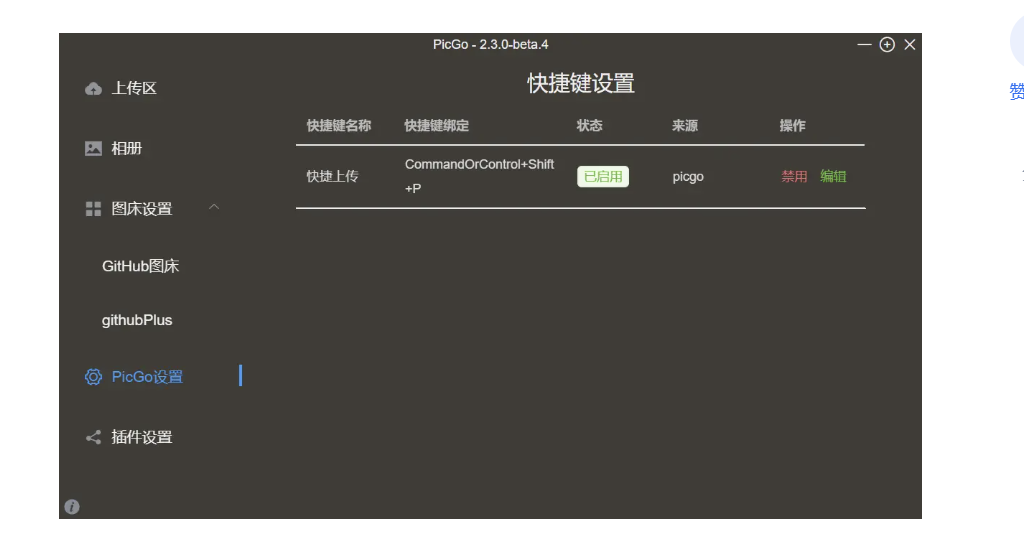 PicGo - 2.3.0-beta.4
赞
上传区
相册
图床设置
GitHub图床
githubPlus
PicGo设置
插件设置
快捷键设置
快捷键名称 快捷键绑定 状态 来源 操作
快捷上传 CommandOrControl+Shift 已启用 picgo 禁用 编辑
+P